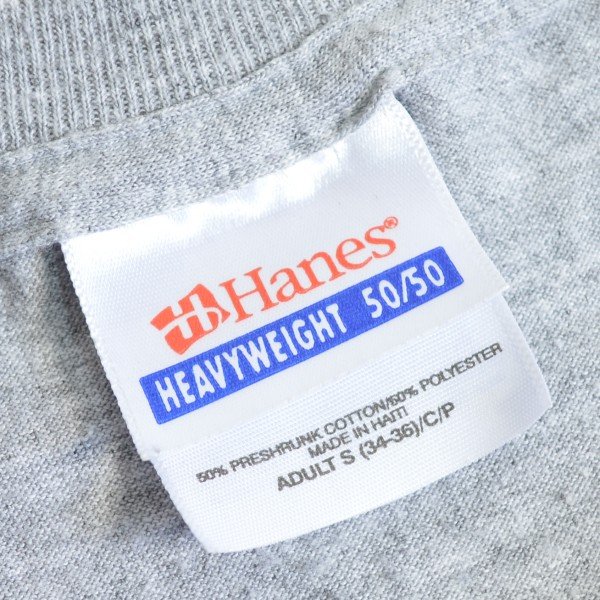 Hanes®
HEAVYWEIGHT 50/50
50% PRESHRUNK COTTON/50% POLYESTER
MADE IN HAITI
ADULT S (34-36)/C/P